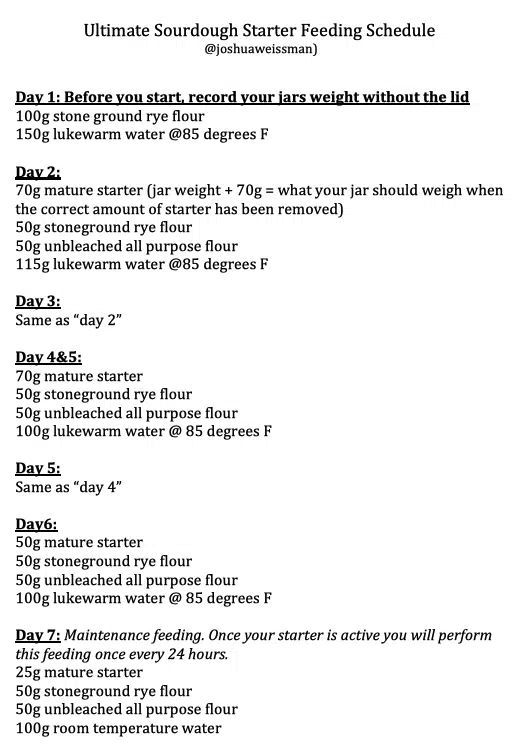 Ultimate Sourdough Starter Feeding Schedule
@joshuaweissman)
Day 1: Before you start, record your jars weight without the lid
100g stone ground rye flour
150g lukewarm water @85 degrees F
Day 2:
70g mature starter (jar weight + 70g = what your jar should weigh when
the correct amount of starter has been removed)
50g stoneground rye flour
50g unbleached all purpose flour
115g lukewarm water @85 degrees F
Day 3:
Same as “day 2”
Day 4&5:
70g mature starter
50g stoneground rye flour
50g unbleached all purpose flour
100g lukewarm water @ 85 degrees F
Day 5:
Same as “day 4”
Day6:
50g mature starter
50g stoneground rye flour
50g unbleached all purpose flour
100g lukewarm water @ 85 degrees F
Day 7: Maintenance feeding. Once your starter is active you will perform
this feeding once every 24 hours.
25g mature starter
50g stoneground rye flour
50g unbleached all purpose flour
100g room temperature water